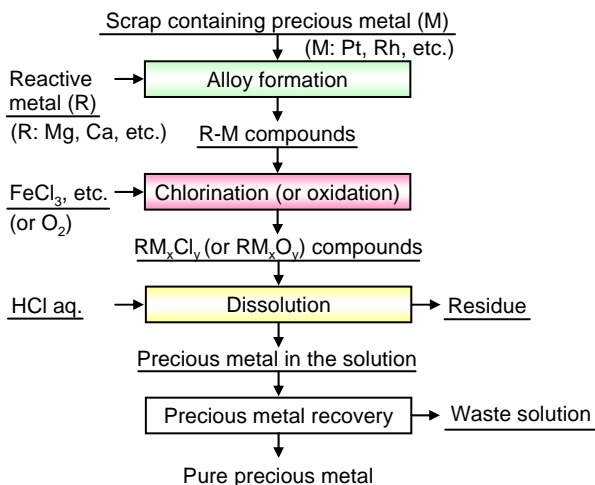 Scrap containing precious metal (M)
(M: Pt, Rh, etc.)
Reactive
metal (R)
(R: Mg, Ca, etc.)
Alloy formation
R-M compounds
FeCl₃, etc.
(or O₂)
Chlorination (or oxidation)
RMₓClᵧ (or RMₓOᵧ) compounds
HCl aq.
Dissolution
Residue
Precious metal in the solution
Precious metal recovery
Waste solution
Pure precious metal